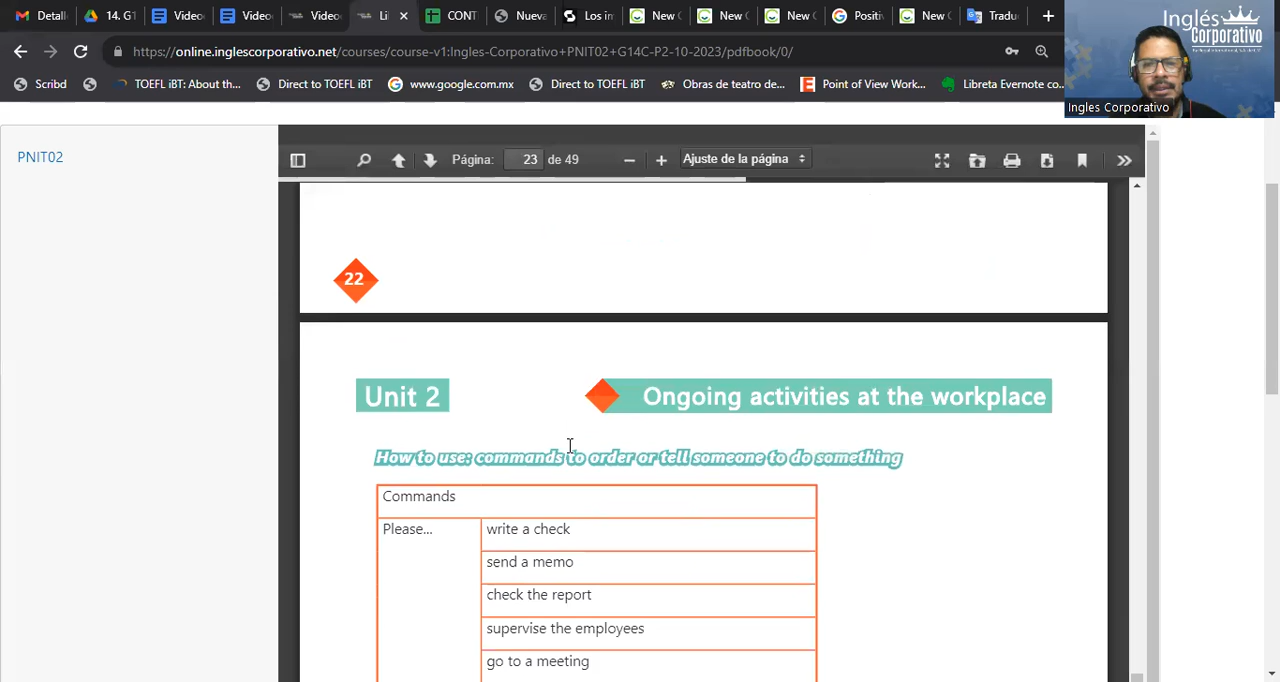 Detall
14. G1
Video
Video
Video
Li
CONT
Nueva
Los in
New C
New C
New C
Positiv
New C
Tradu
https://online.inglescorporativo.net/courses/course-v1:Ingles-Corporativo+PNIT02+G14C-P2-10-2023/pdfbook/0/
Scribd
TOEFL iBT: About th...
Direct to TOEFL iBT
www.google.com.mx
Direct to TOEFL iBT
Obras de teatro de...
Point of View Work...
Libreta Evernote co...
Inglés
Corporativo
Ingles Corporativo
PNIT02
Página: 23 de 49
Ajuste de la página
22
Unit 2
Ongoing activities at the workplace
How to use: commands to order or tell someone to do something
Commands
Please... write a check
send a memo
check the report
supervise the employees
go to a meeting